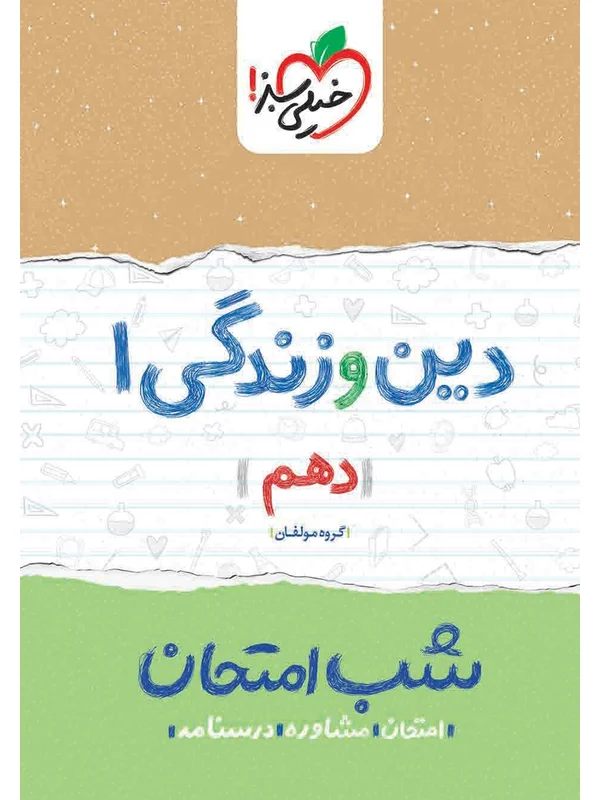 خیلی سبز!
دین و زندگی ۱
|دهم|
|گروه مولفان|
شب امتحان
|امتحان|مشاوره|درسنامه|